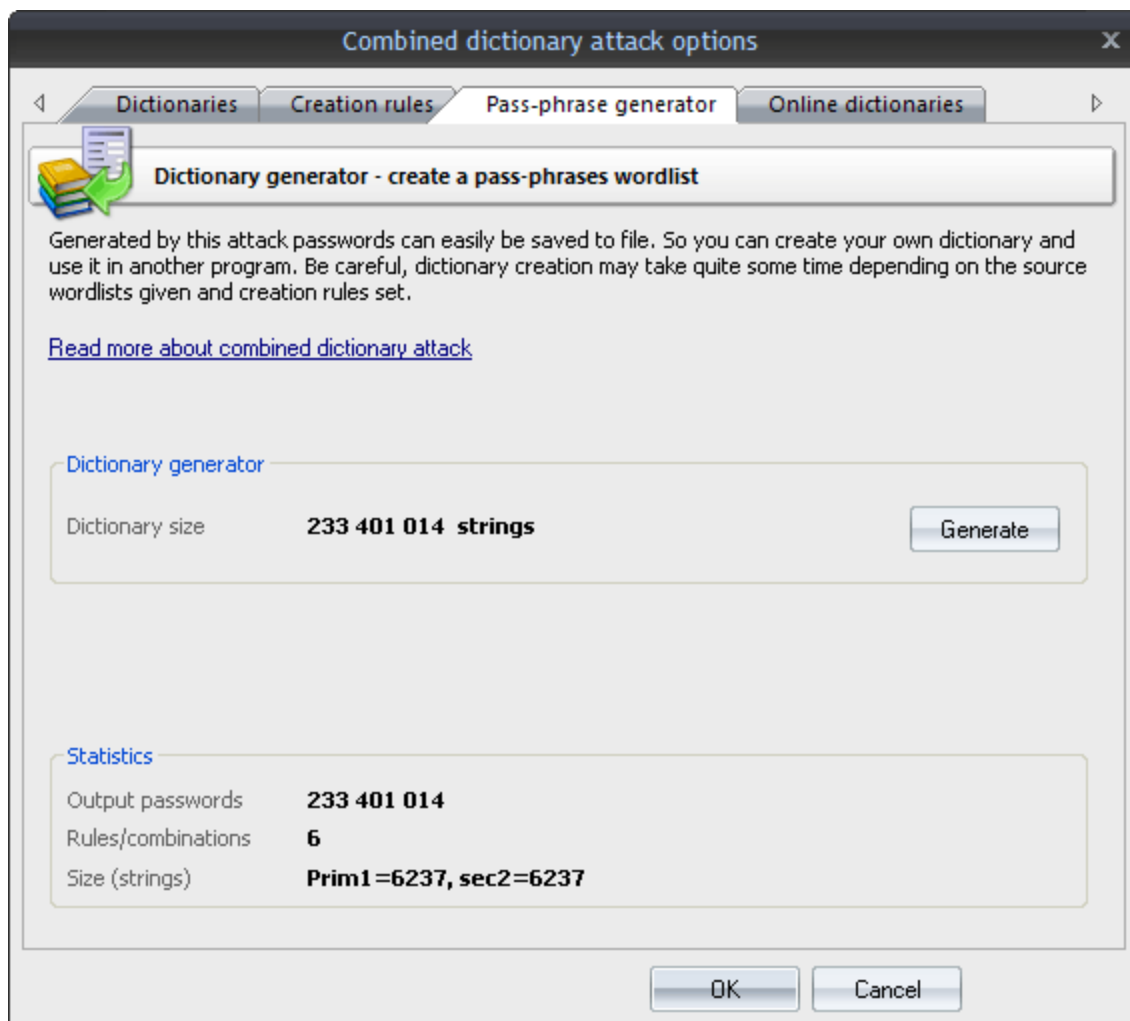 Combined dictionary attack options
Dictionaries Creation rules Pass-phrase generator Online dictionaries
Dictionary generator - create a pass-phrases wordlist
Generated by this attack passwords can easily be saved to file. So you can create your own dictionary and
use it in another program. Be careful, dictionary creation may take quite some time depending on the source
wordlists given and creation rules set.
Read more about combined dictionary attack
Dictionary generator
Dictionary size 233 401 014 strings Generate
Statistics
Output passwords 233 401 014
Rules/combinations 6
Size (strings) Prim1=6237, sec2=6237
OK Cancel